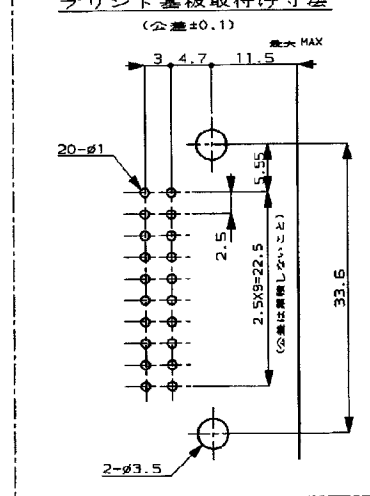 プリント基板取付け寸法
(公差±0.1)
最大 MAX
3 4.7 11.5
20-ø1
5.55
2.5
2.5X9=22.5
(公差は累積しないこと)
33.6
2-ø3.5